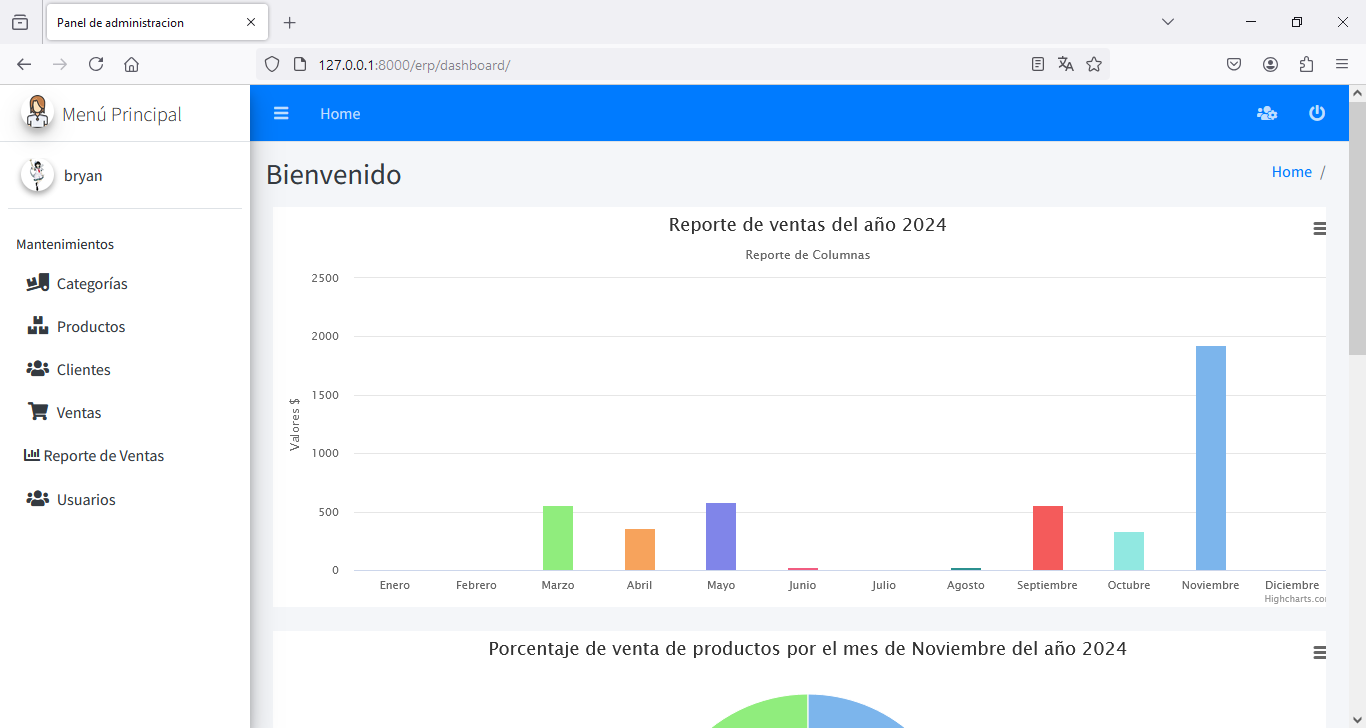 Panel de administracion
127.0.0.1:8000/erp/dashboard/
Menú Principal
Home
bryan
Bienvenido
Home /
Mantenimientos
Categorías
Productos
Clientes
Ventas
Reporte de Ventas
Usuarios
Reporte de ventas del año 2024
Reporte de Columnas
Valores $
2500
2000
1500
1000
500
0
Enero Febrero Marzo Abril Mayo Junio Julio Agosto Septiembre Octubre Noviembre Diciembre
Highcharts.co
Porcentaje de venta de productos por el mes de Noviembre del año 2024